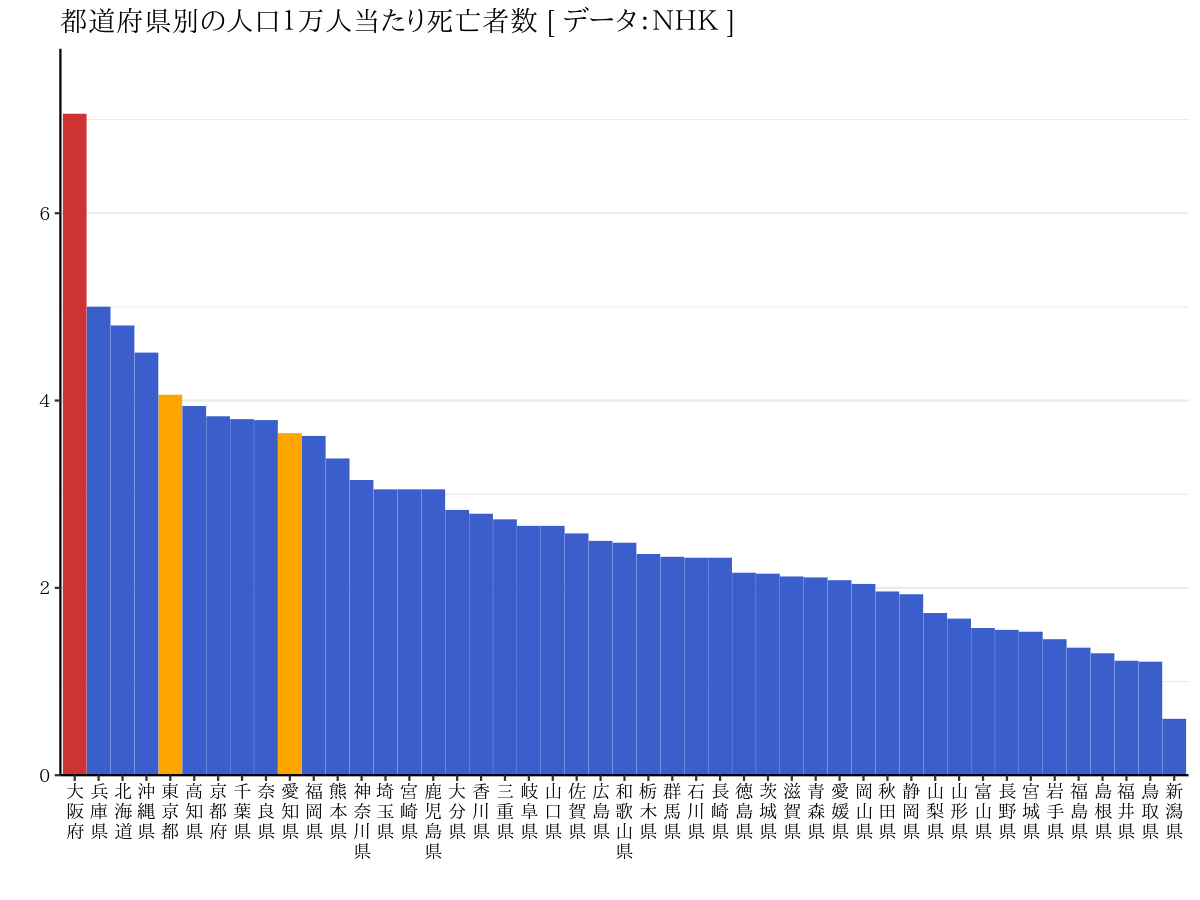 都道府県別の人口1万人当たり死亡者数 [ データ:NHK ]
6
4
2
0
大阪府
兵庫県
北海道
沖縄県
東京都
高知県
京都府
千葉県
奈良県
愛知県
福岡県
熊本県
神奈川県
埼玉県
宮崎県
鹿児島県
大分県
香川県
三重県
岐阜県
山口県
佐賀県
広島県
和歌山県
栃木県
群馬県
石川県
長崎県
徳島県
茨城県
滋賀県
青森県
愛媛県
岡山県
秋田県
静岡県
山梨県
山形県
富山県
長野県
宮城県
岩手県
福島県
島根県
福井県
鳥取県
新潟県